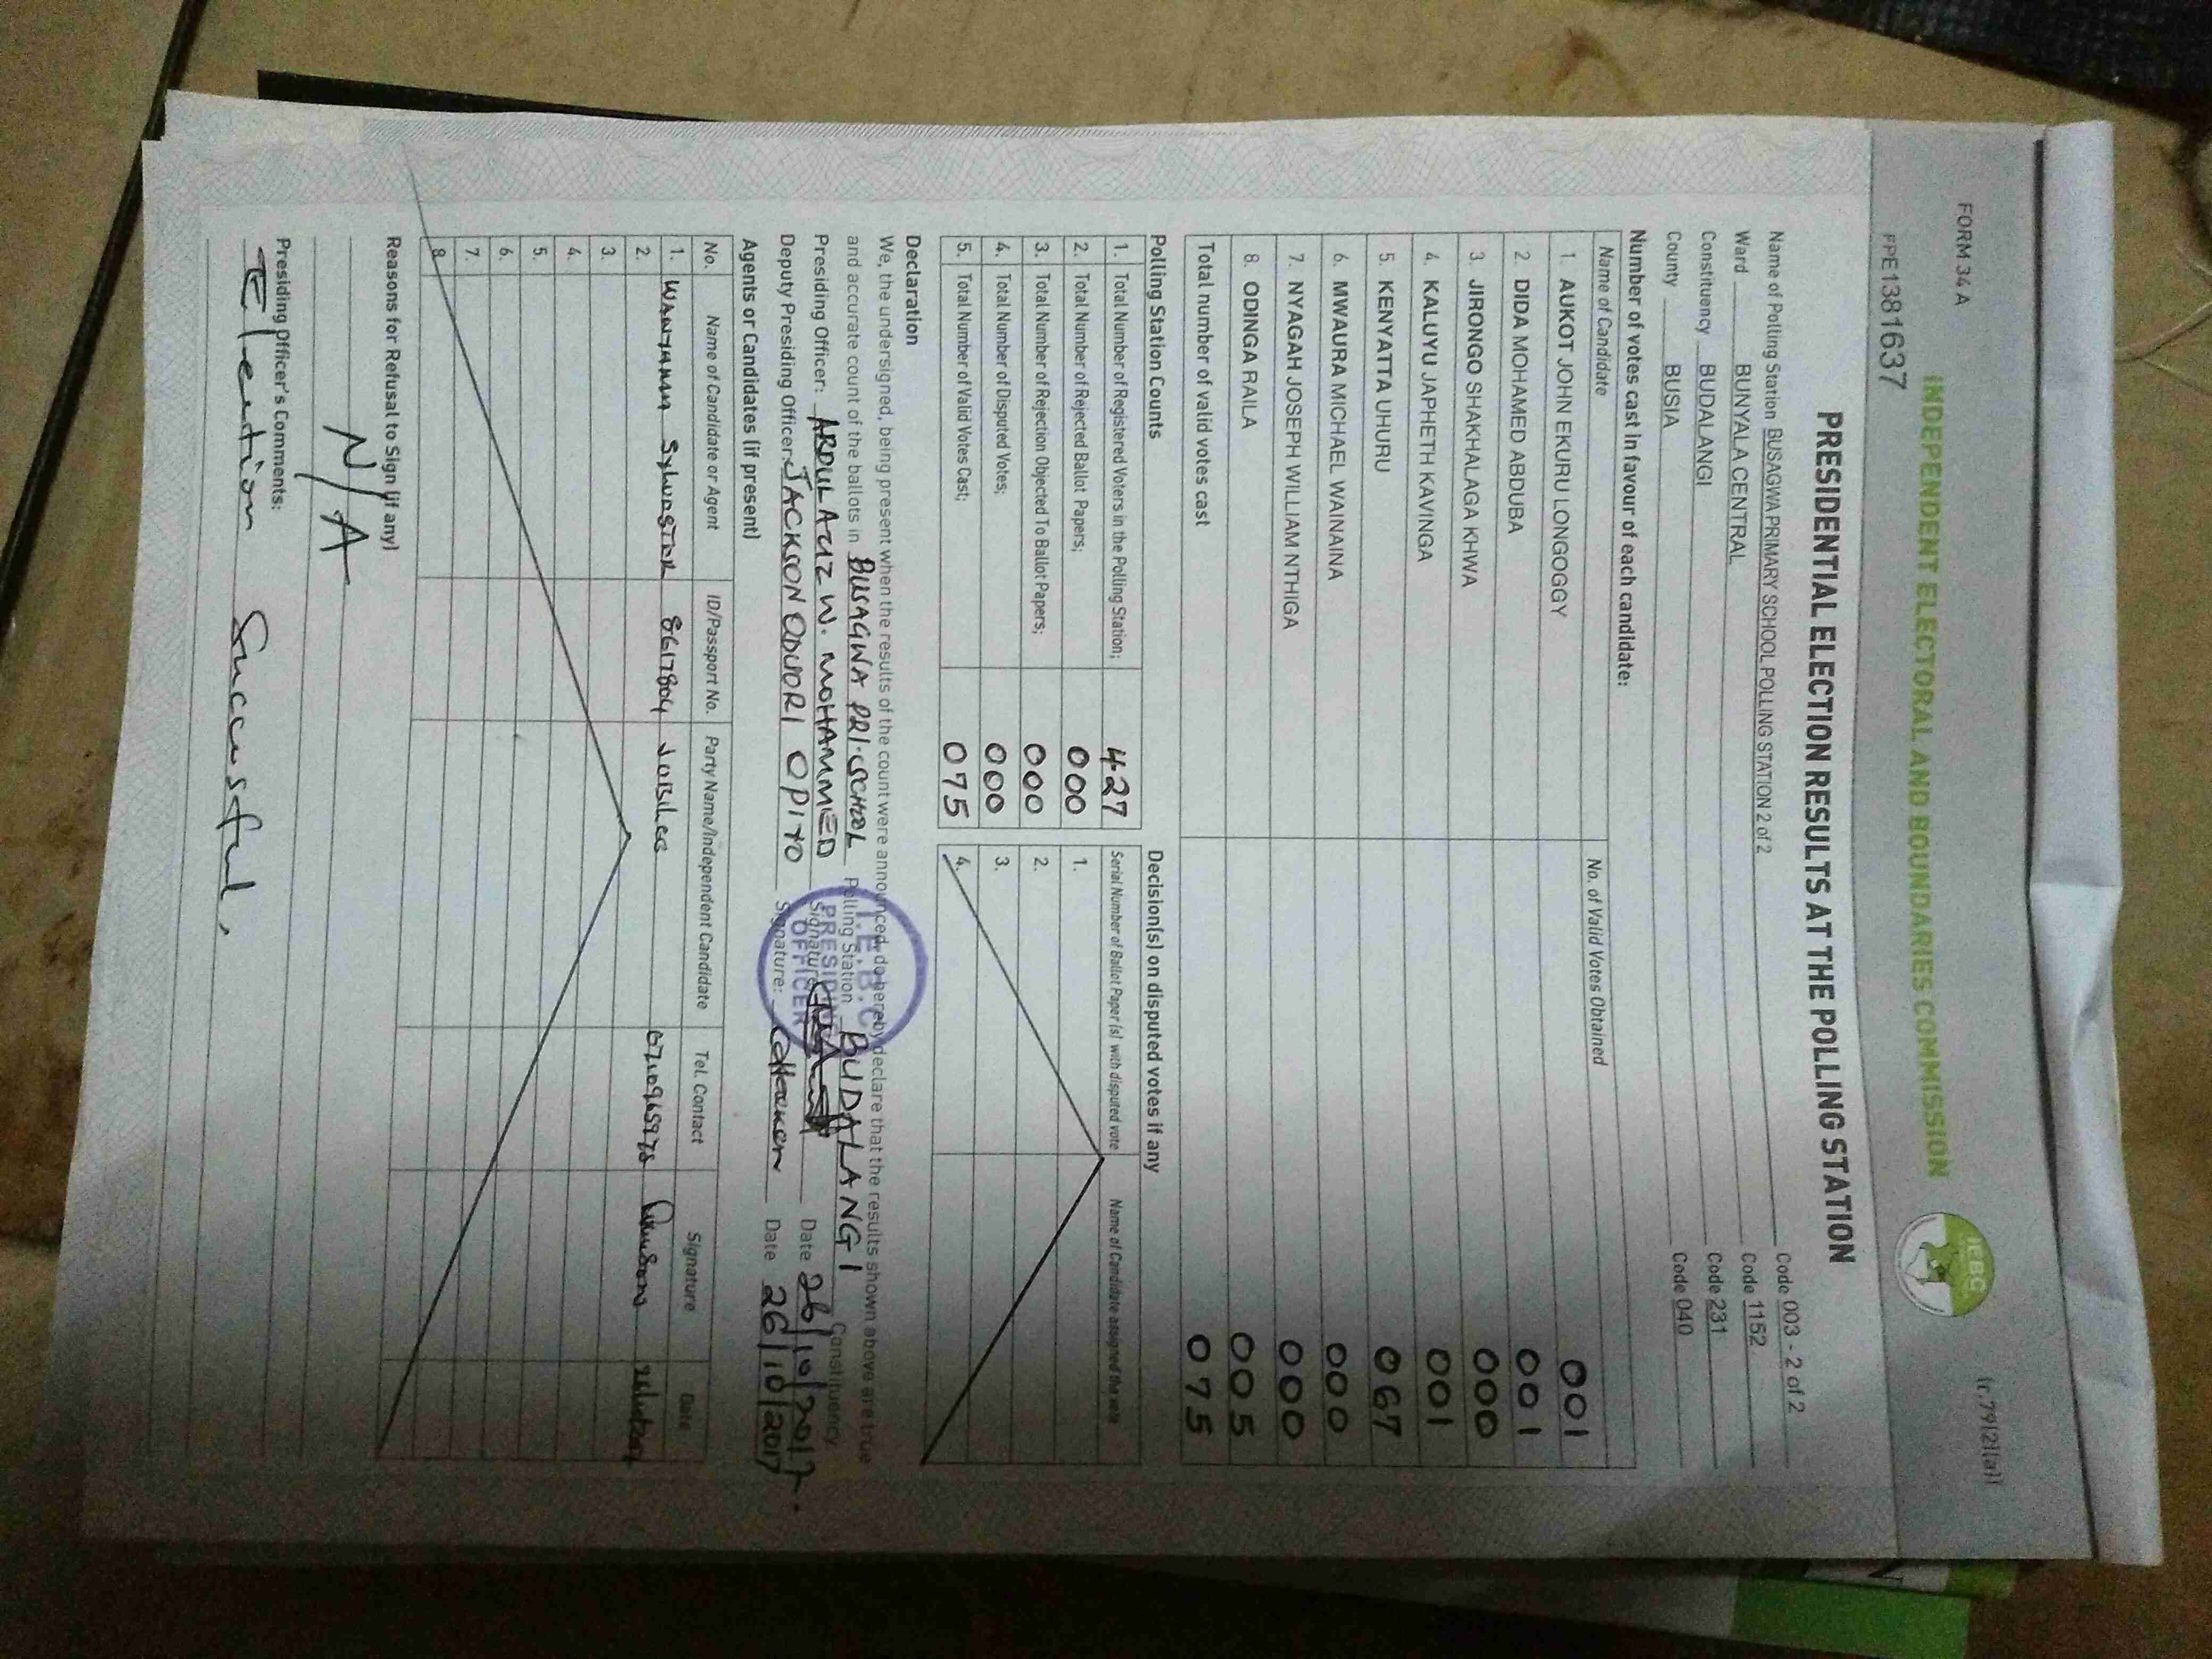 FORM 34 A
(r.79(2)(a))
INDEPENDENT ELECTORAL AND BOUNDARIES COMMISSION
IEBC
PPE1381637
PRESIDENTIAL ELECTION RESULTS AT THE POLLING STATION
Name of Polling Station BUSAGWA PRIMARY SCHOOL POLLING STATION 2 of 2 Code 003 - 2 of 2
Ward BUNYALA CENTRAL Code 1152
Constituency BUDALANGI Code 231
County BUSIA Code 040
Number of votes cast in favour of each candidate:
Name of Candidate No. of Valid Votes Obtained
1. AUKOT JOHN EKURU LONGOGGY 001
2. DIDA MOHAMED ABDUBA 001
3. JIRONGO SHAKHALAGA KHWA 000
4. KALUYU JAPHETH KAVINGA 001
5. KENYATTA UHURU 067
6. MWAURA MICHAEL WAINAINA 000
7. NYAGAH JOSEPH WILLIAM NTHIGA 000
8. ODINGA RAILA 005
Total number of valid votes cast 075
Polling Station Counts
1. Total Number of Registered Voters in the Polling Station; 427
2. Total Number of Rejected Ballot Papers; 000
3. Total Number of Rejection Objected To Ballot Papers; 000
4. Total Number of Disputed Votes; 000
5. Total Number of Valid Votes Cast; 075
Decision(s) on disputed votes if any
Serial Number of Ballot Paper (s) with disputed vote Name of Candidate assigned the vote
1.
2.
3.
4.
Declaration
We, the undersigned, being present when the results of the count were announced, do hereby declare that the results shown above are true
and accurate count of the ballots in BUSAGWA PRI-SCHOOL Polling Station BUDALANGI Constituency
Presiding Officer: ABDUL AZIZ W. MOHAMMED Signature: Date 26/10/2017.
Deputy Presiding Officer: JACKSON ODUORI OPIYO Signature: Date 26/10/2017
I.E.B.C
PRESIDING
OFFICER
Agents or Candidates (if present)
No. Name of Candidate or Agent ID/Passport No. Party Name/Independent Candidate Tel. Contact Signature Date
1. WANYAMA Sylvester 8617804 Jubilee
2.
3.
4.
5.
6.
7.
8.
Reasons for Refusal to Sign (if any)
N/A
Presiding Officer's Comments:
Election Successful.